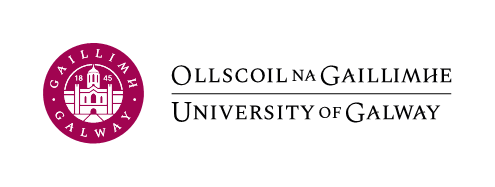 GAILLIMH
18 45
GALWAY
OLLSCOIL NA GAILLIMHE
UNIVERSITY OF GALWAY